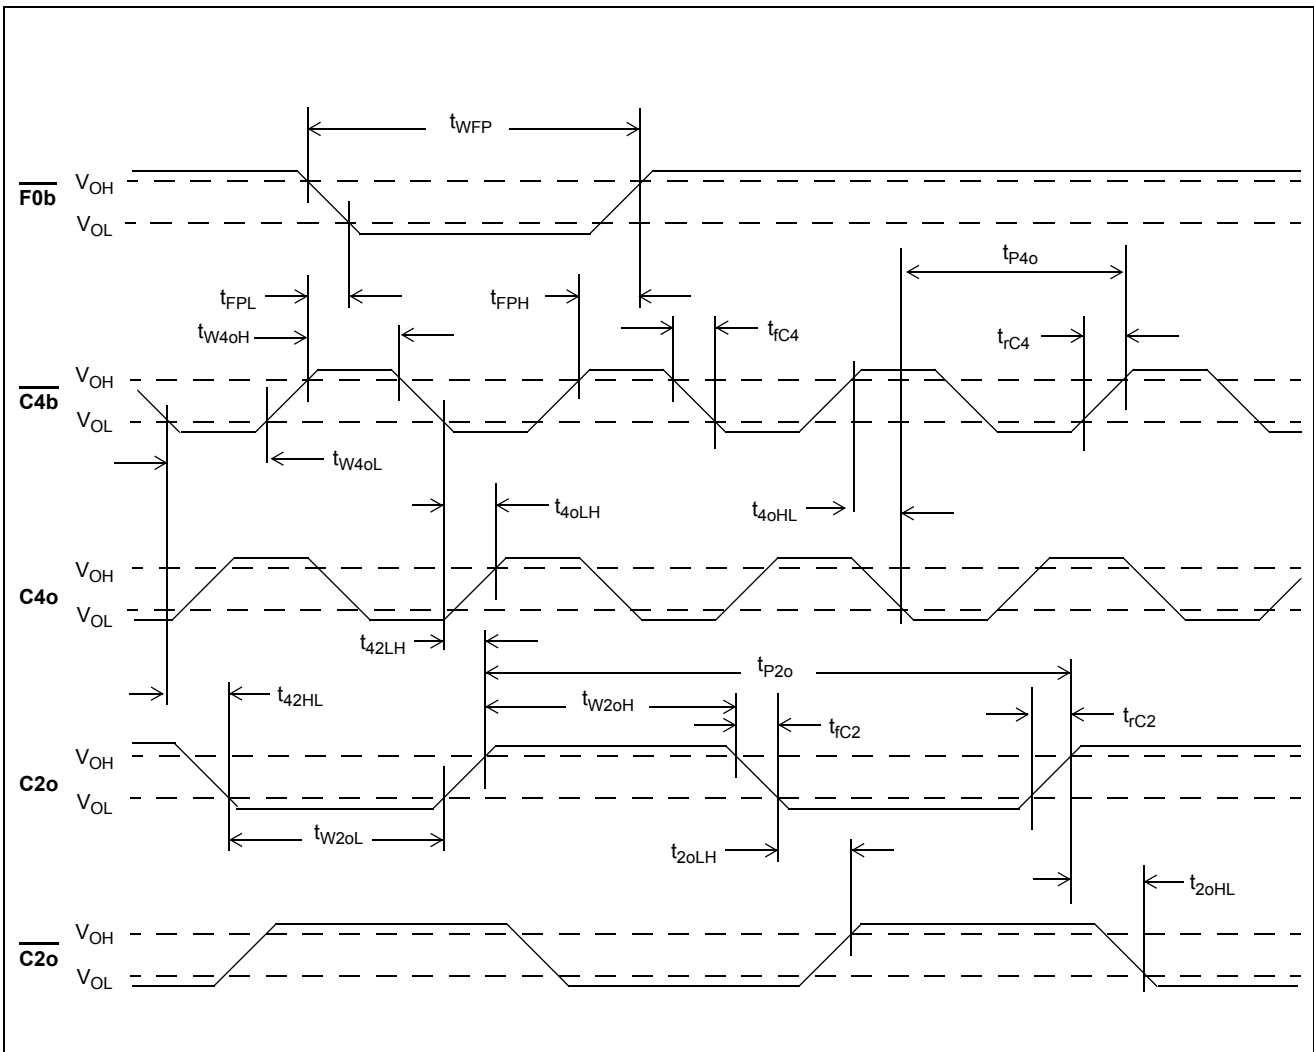 tWFP
F0b
VOH
VOL
tP4o
tFPL
tFPH
tW4oH
tfC4
trC4
C4b
VOH
VOL
tW4oL
t4oLH
t4oHL
C4o
VOH
VOL
t42LH
tP2o
t42HL
tW2oH
tfC2
trC2
C2o
VOH
VOL
tW2oL
t2oLH
t2oHL
C2o
VOH
VOL